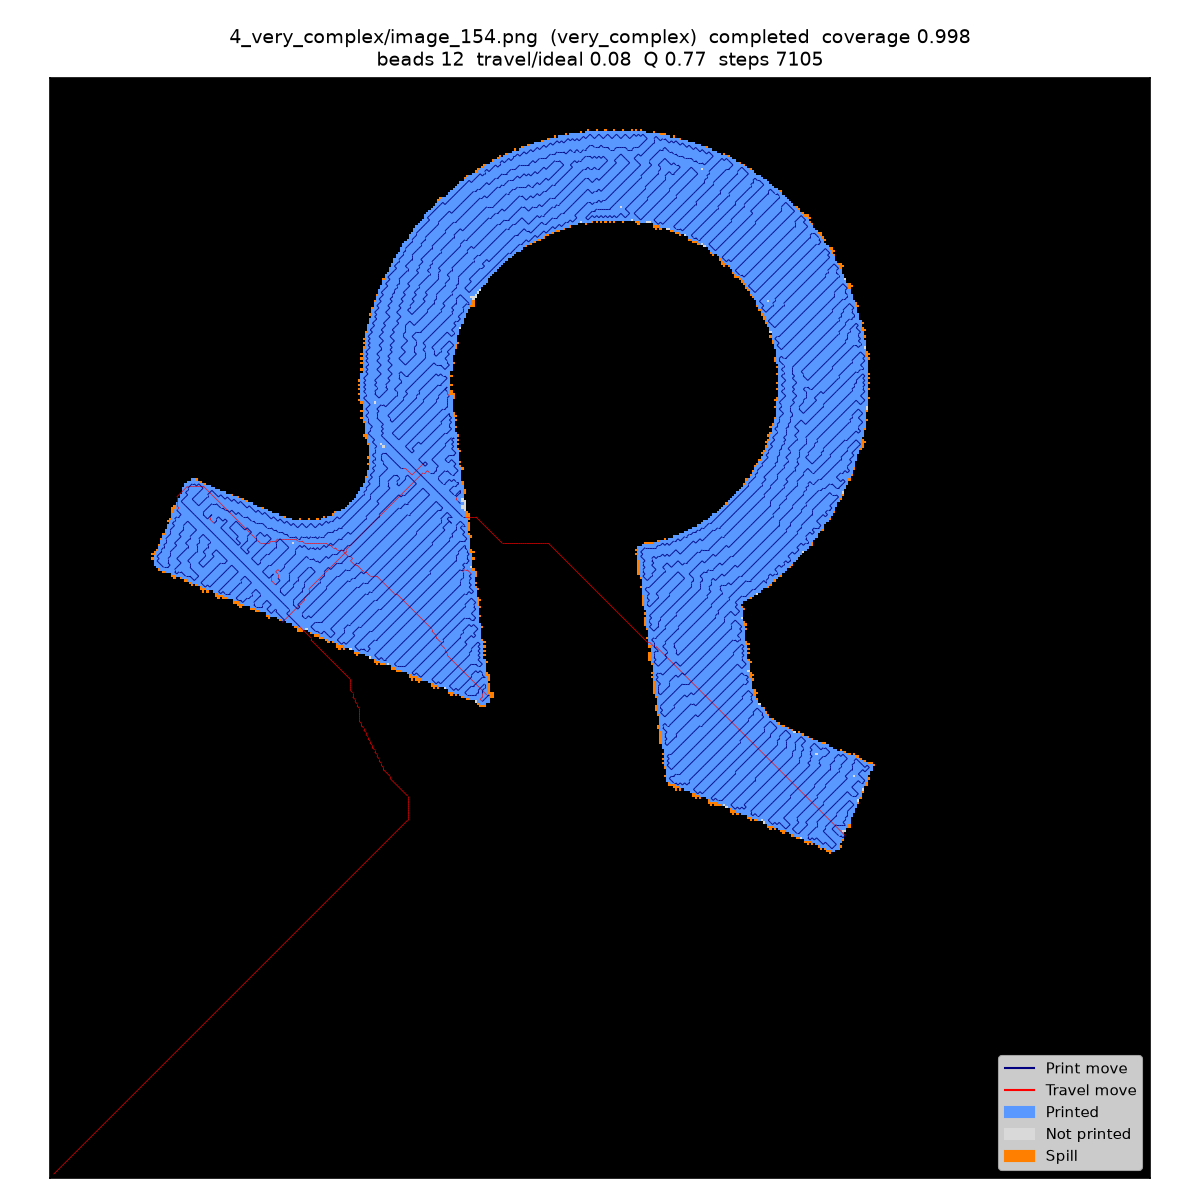 4_very_complex/image_154.png  (very_complex)  completed  coverage 0.998
beads 12  travel/ideal 0.08  Q 0.77  steps 7105
Print move
Travel move
Printed
Not printed
Spill